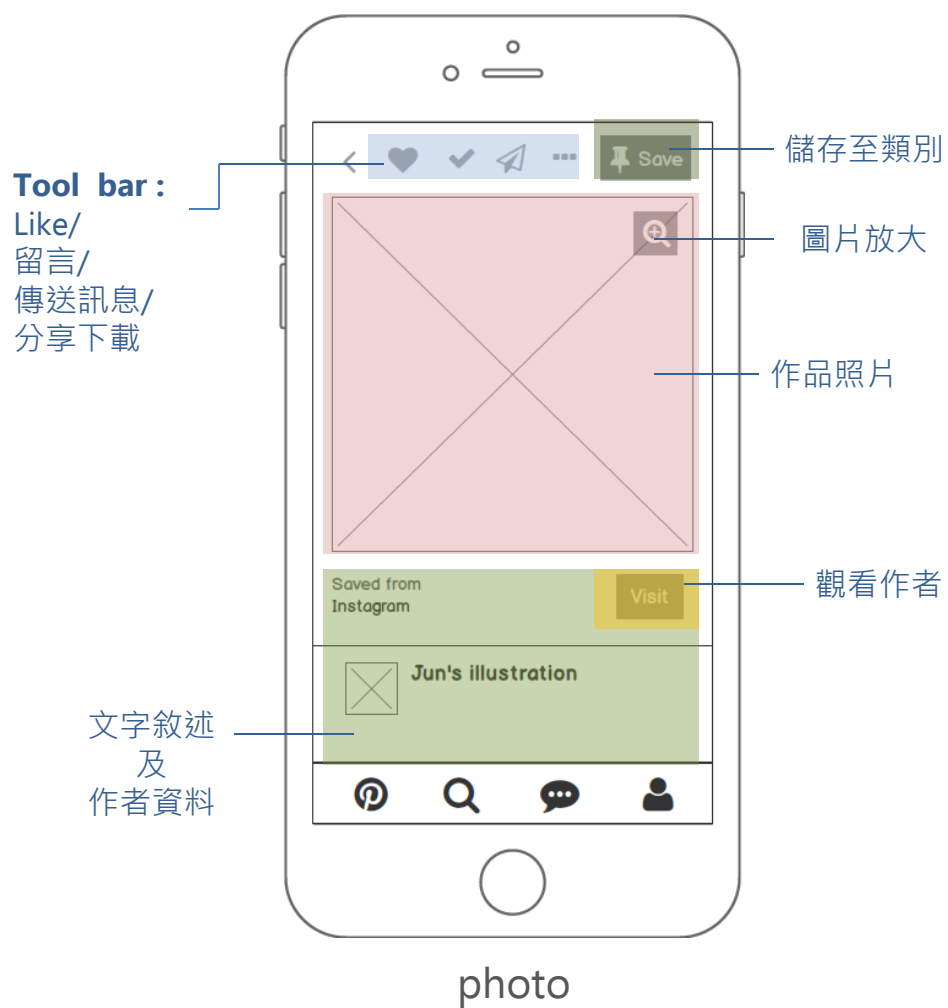 Save
儲存至類別
Tool bar :
Like/
留言/
傳送訊息/
分享下載
圖片放大
作品照片
Saved from
Instagram
Visit
觀看作者
Jun's illustration
文字敘述
及
作者資料
photo